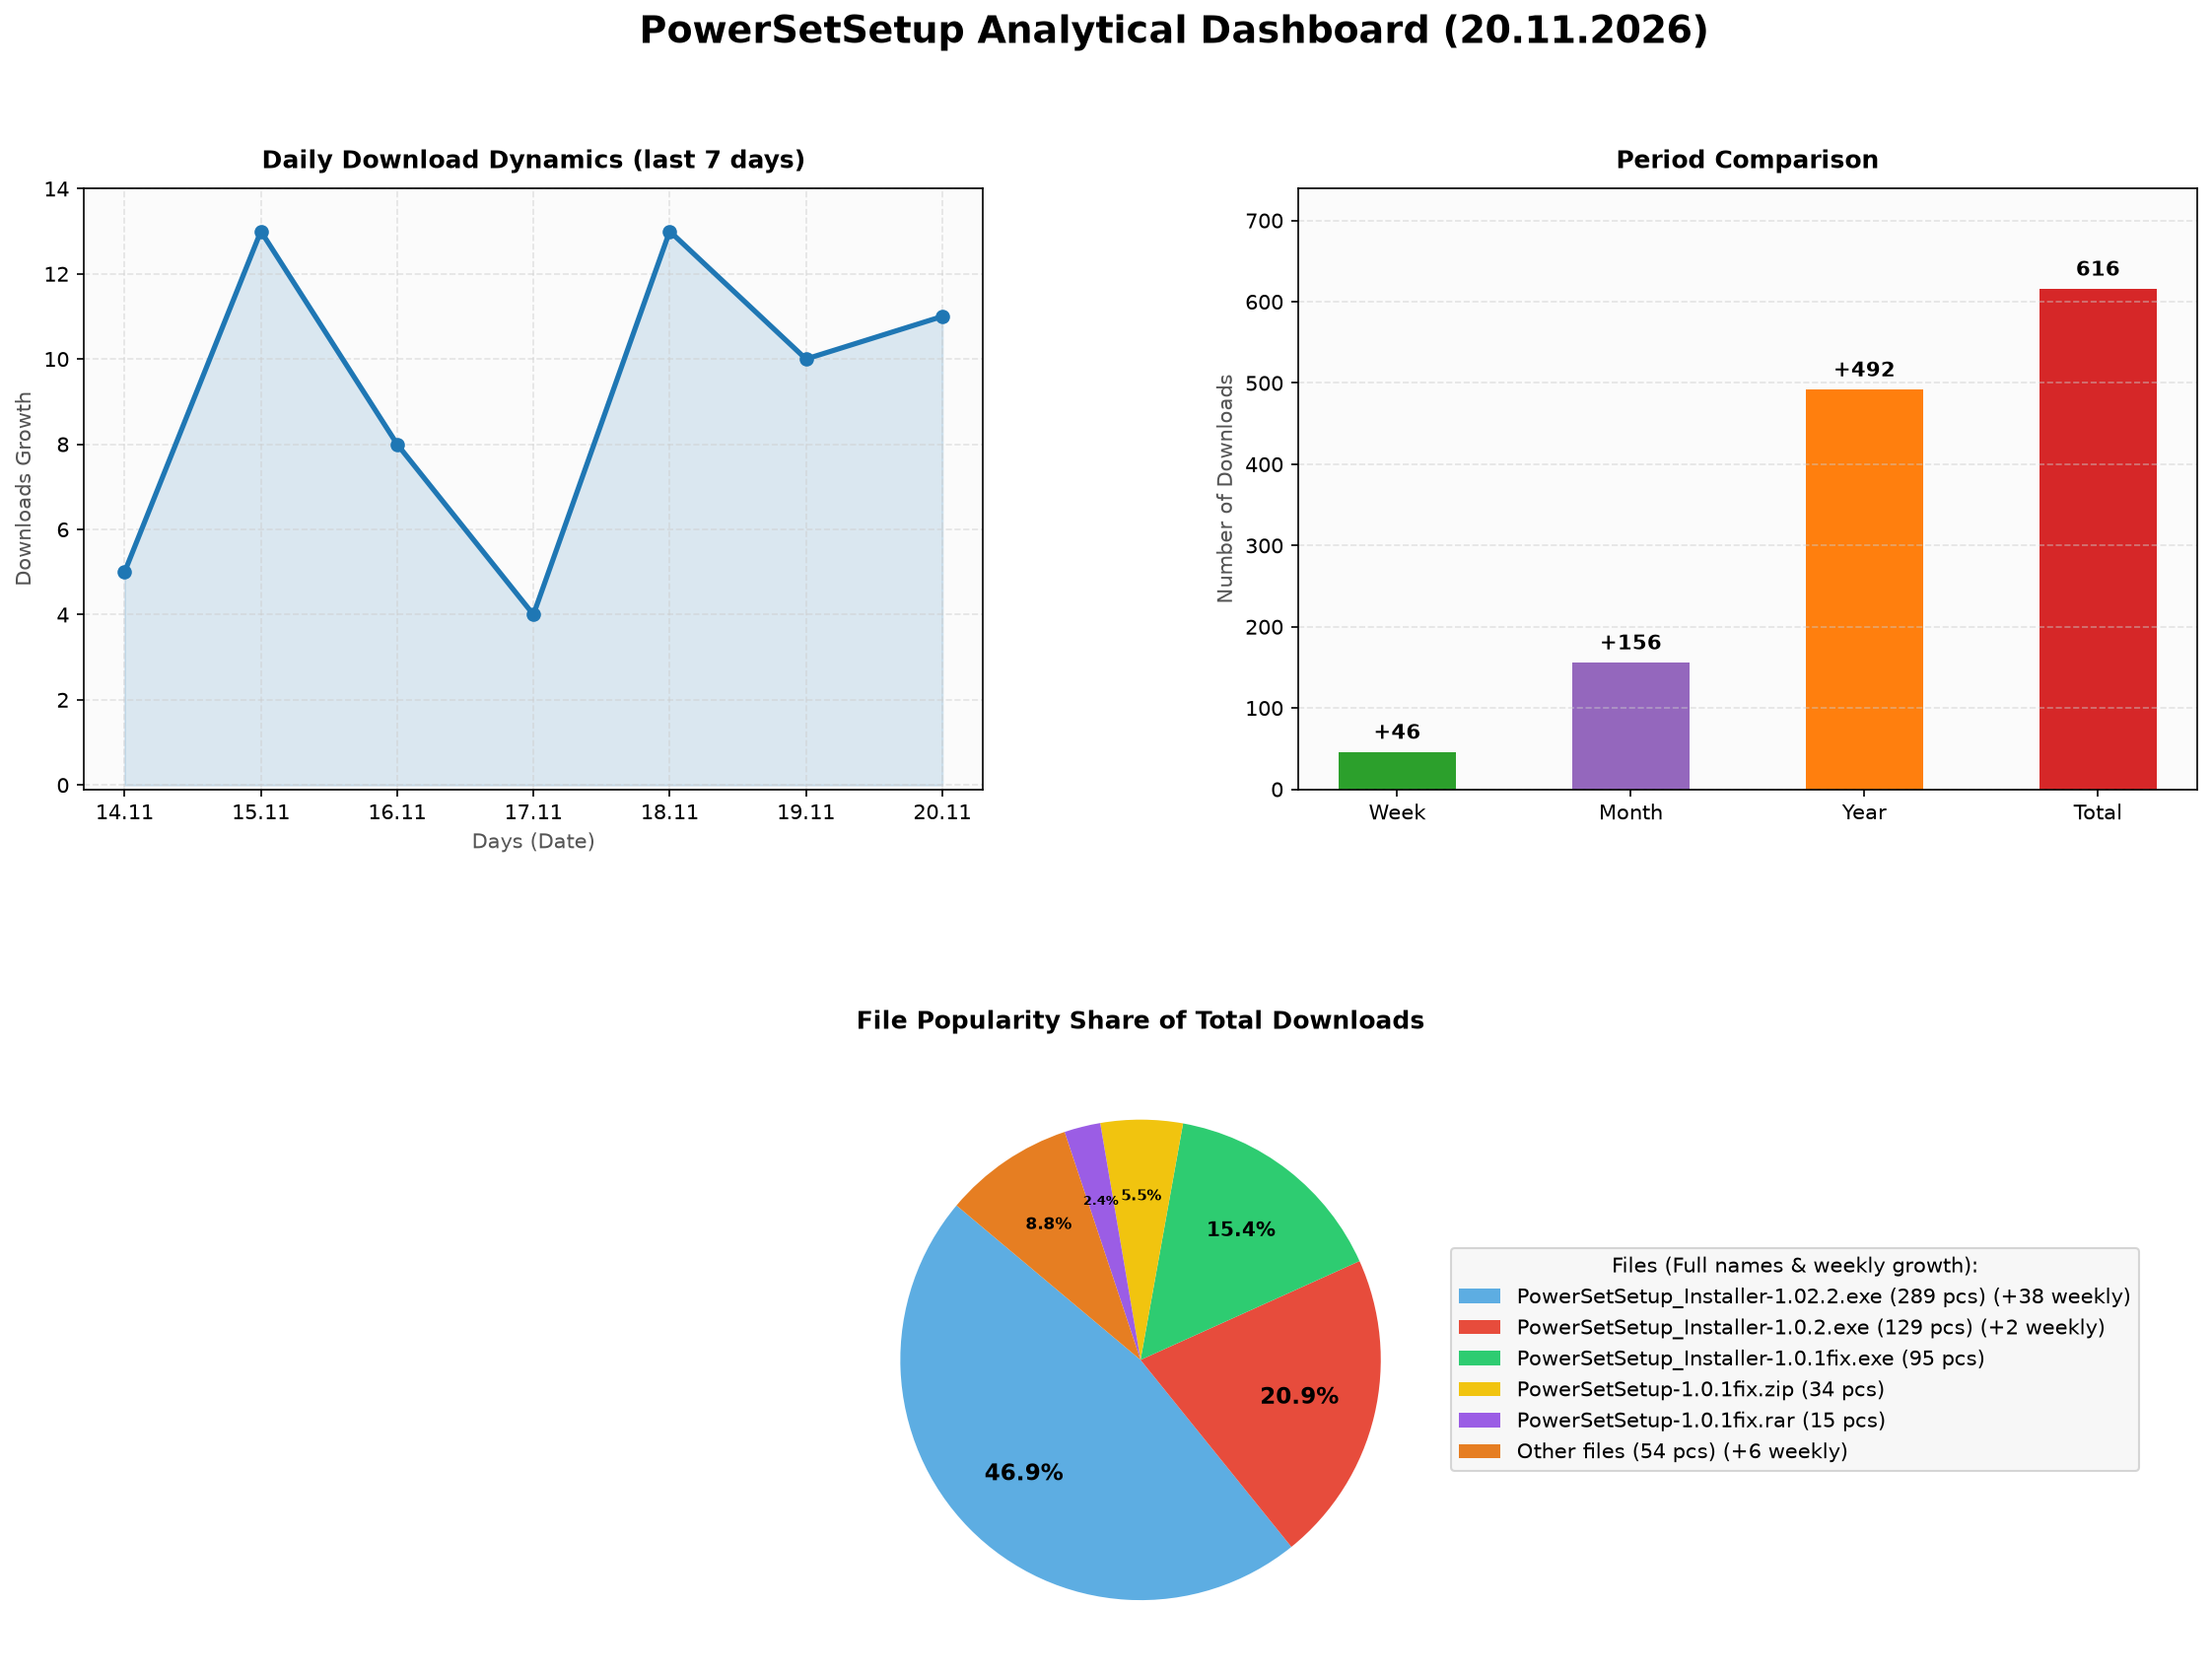 PowerSetSetup Analytical Dashboard (20.11.2026)
Daily Download Dynamics (last 7 days)
Downloads Growth
14
12
10
8
6
4
2
0
14.11 15.11 16.11 17.11 18.11 19.11 20.11
Days (Date)
Period Comparison
Number of Downloads
700
600
500
400
300
200
100
0
+46
+156
+492
616
Week Month Year Total
File Popularity Share of Total Downloads
46.9%
20.9%
15.4%
5.5%
2.4%
8.8%
Files (Full names & weekly growth):
PowerSetSetup_Installer-1.02.2.exe (289 pcs) (+38 weekly)
PowerSetSetup_Installer-1.0.2.exe (129 pcs) (+2 weekly)
PowerSetSetup_Installer-1.0.1fix.exe (95 pcs)
PowerSetSetup-1.0.1fix.zip (34 pcs)
PowerSetSetup-1.0.1fix.rar (15 pcs)
Other files (54 pcs) (+6 weekly)